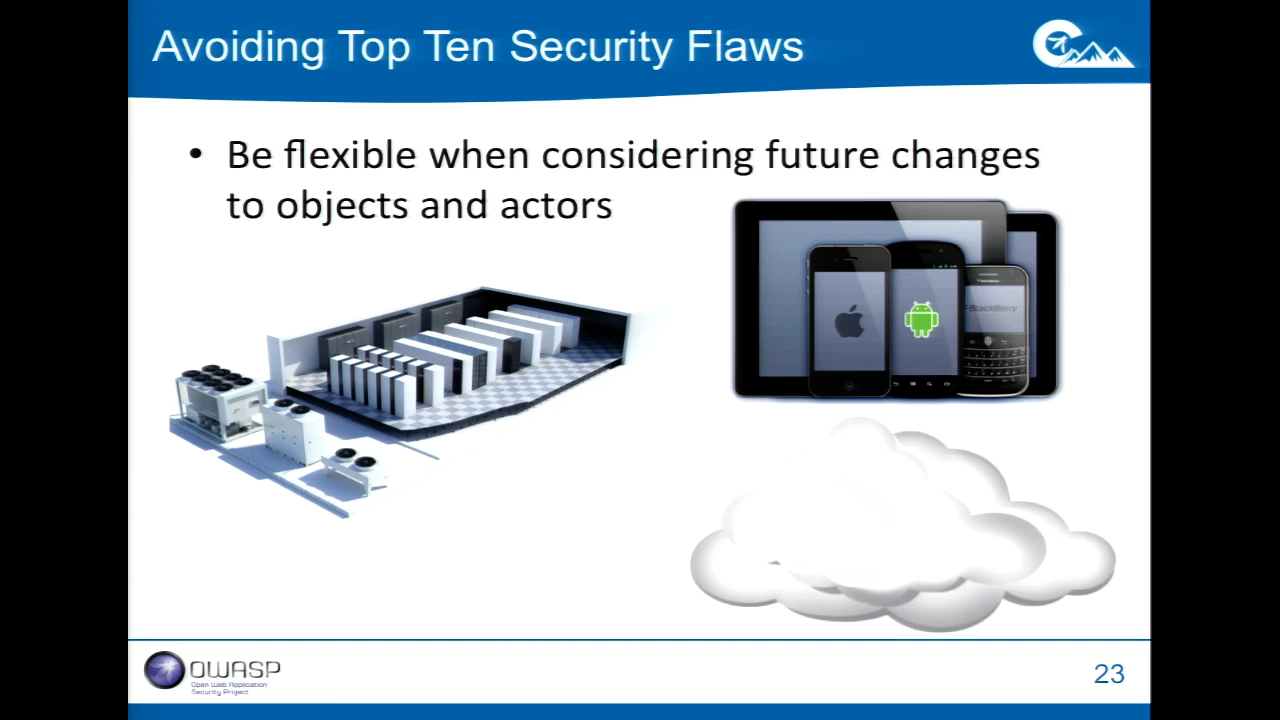 Avoiding Top Ten Security Flaws
• Be flexible when considering future changes
to objects and actors
BlackBerry
OWASP
Open Web Application
Security Project
23